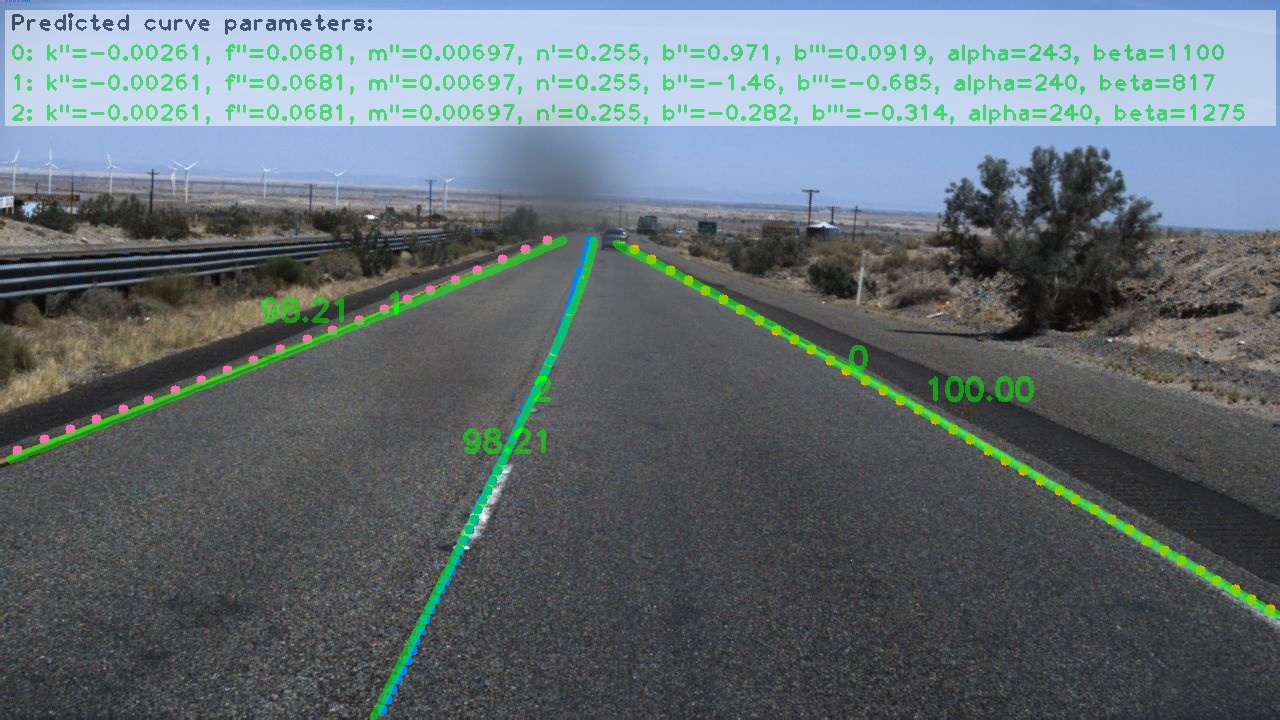 Predicted curve parameters:
0: k''=-0.00261, f''=0.0681, m''=0.00697, n'=0.255, b''=0.971, b'''=0.0919, alpha=243, beta=1100
1: k''=-0.00261, f''=0.0681, m''=0.00697, n'=0.255, b''=-1.46, b'''=-0.685, alpha=240, beta=817
2: k''=-0.00261, f''=0.0681, m''=0.00697, n'=0.255, b''=-0.282, b'''=-0.314, alpha=240, beta=1275
98.21 1
0
2 100.00
98.21